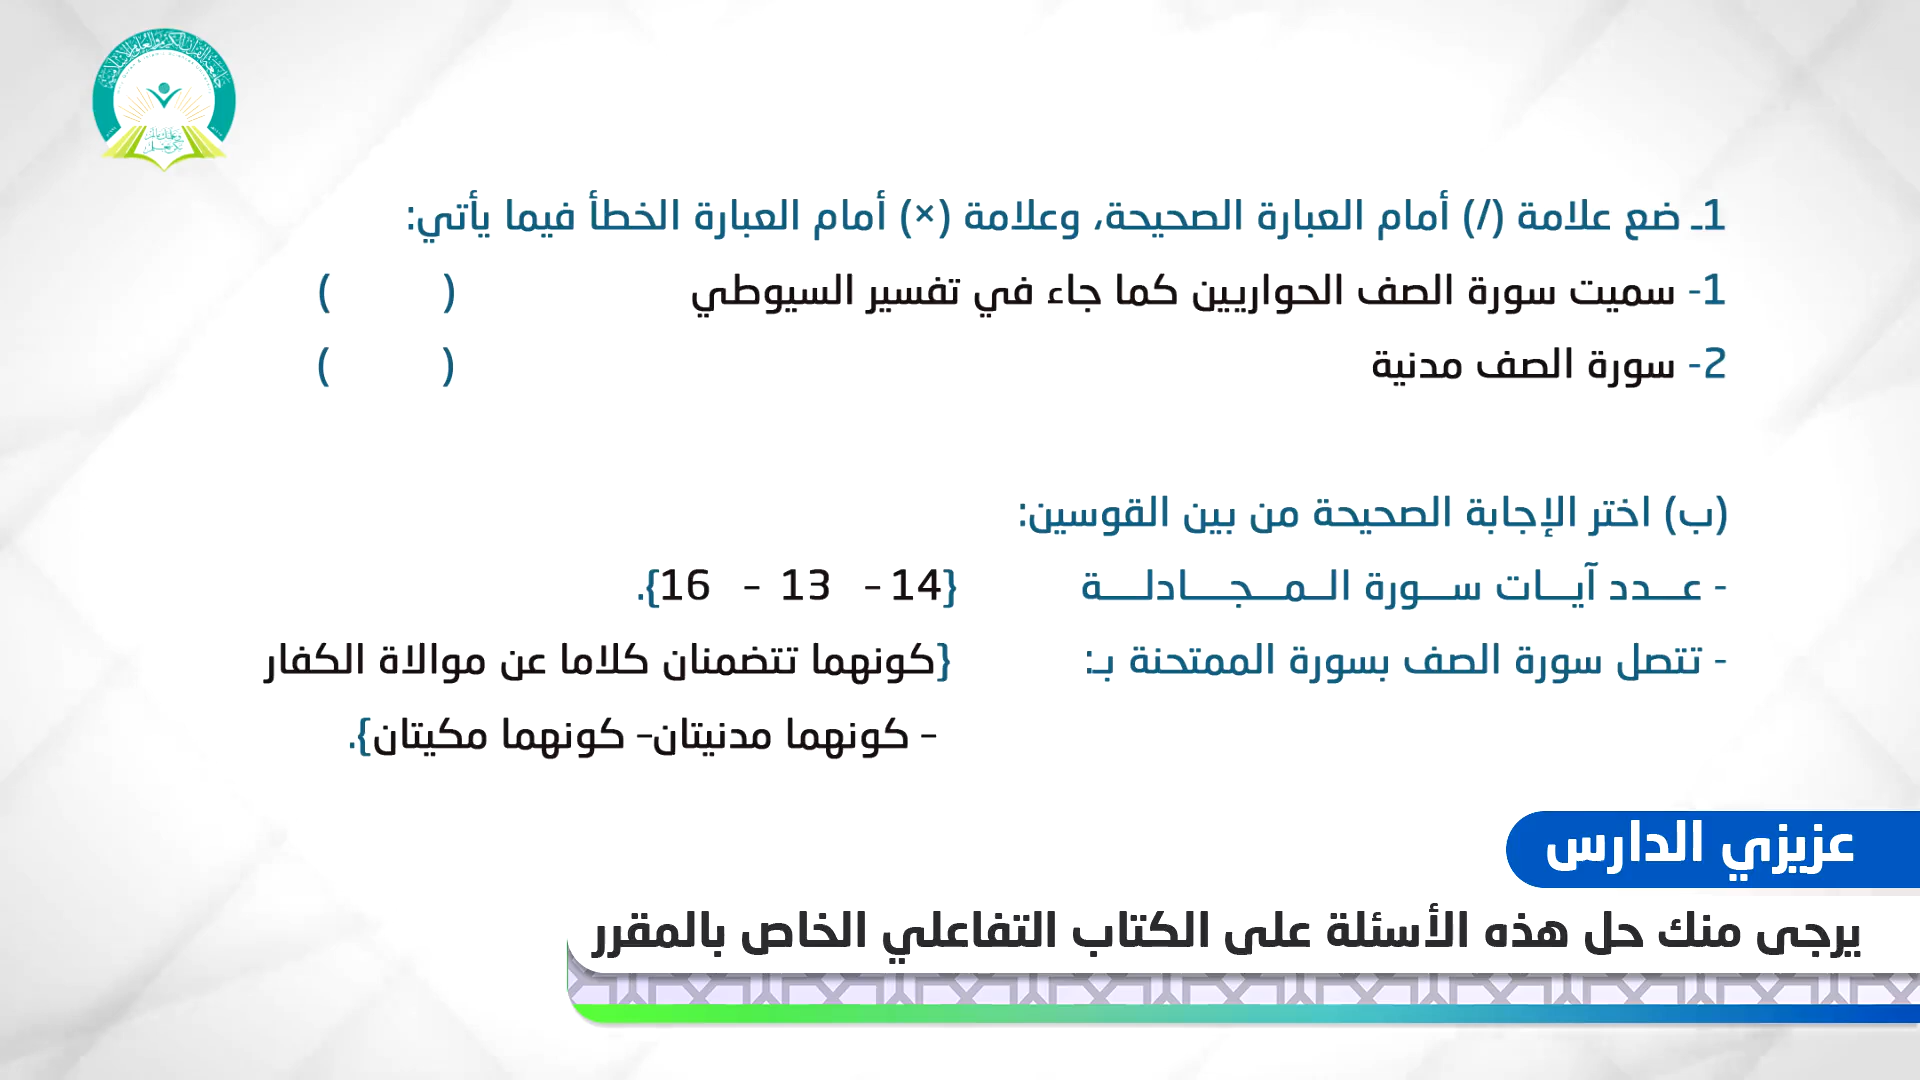 1ـ ضع علامة (/) أمام العبارة الصحيحة، وعلامة (×) أمام العبارة الخطأ فيما يأتي:
1- سميت سورة الصف الحواريين كما جاء في تفسير السيوطي ( )
2- سورة الصف مدنية ( )
(ب) اختر الإجابة الصحيحة من بين القوسين:
- عـــدد آيـــات ســـورة الـــمـــجـــادلـــة {14 - 13 - 16}.
- تتصل سورة الصف بسورة الممتحنة بـ: {كونهما تتضمنان كلاما عن موالاة الكفار
- كونهما مدنيتان- كونهما مكيتان}.
عزيزي الدارس
يرجى منك حل هذه الأسئلة على الكتاب التفاعلي الخاص بالمقرر